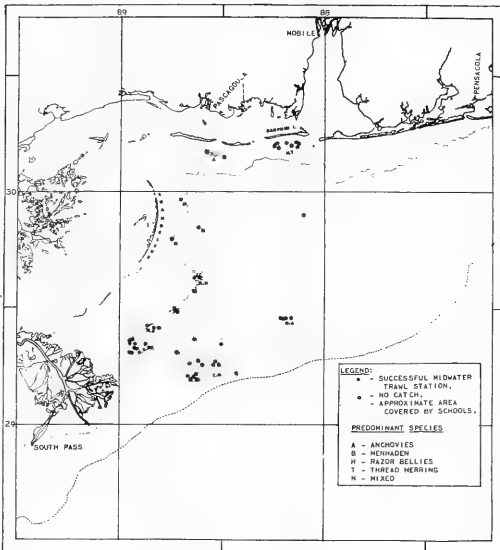 89
88
MOBILE
PASCAGOULA
PENSACOLA
30
29
SOUTH PASS
LEGEND:
- SUCCESSFUL MIDWATER
TRAWL STATION.
- NO CATCH.
- APPROXIMATE AREA
COVERED BY SCHOOLS.
PREDOMINANT SPECIES
A - ANCHOVIES
B - MENHADEN
H - RAZOR BELLIES
T - THREAD HERRING
M - MIXED